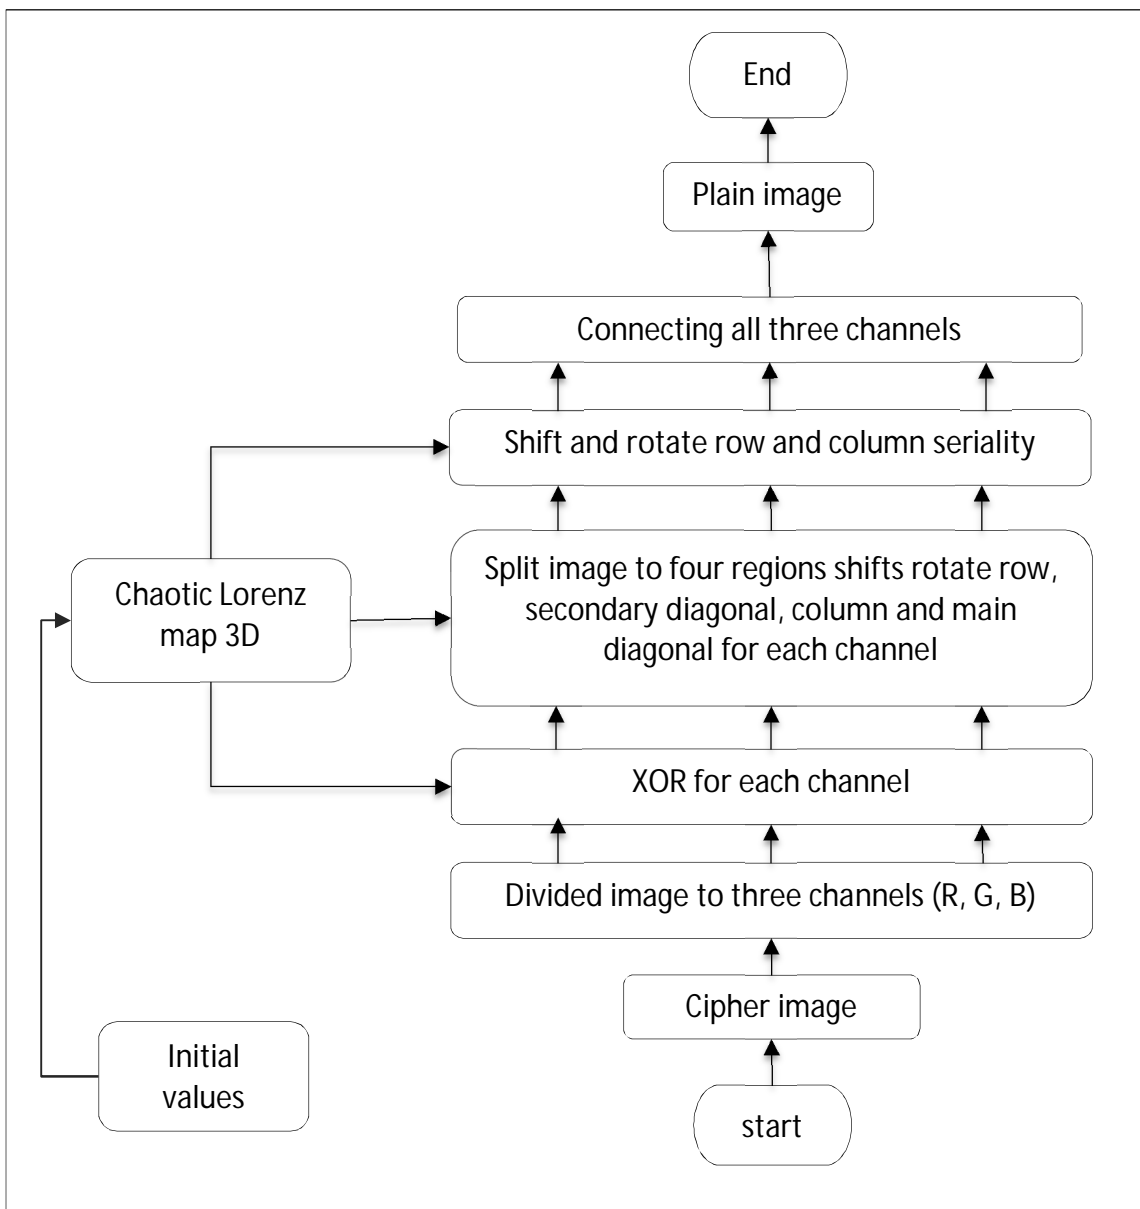 End
Plain image
Connecting all three channels
Shift and rotate row and column seriality
Split image to four regions shifts rotate row,
secondary diagonal, column and main
diagonal for each channel
Chaotic Lorenz
map 3D
XOR for each channel
Divided image to three channels (R, G, B)
Cipher image
Initial
values
start